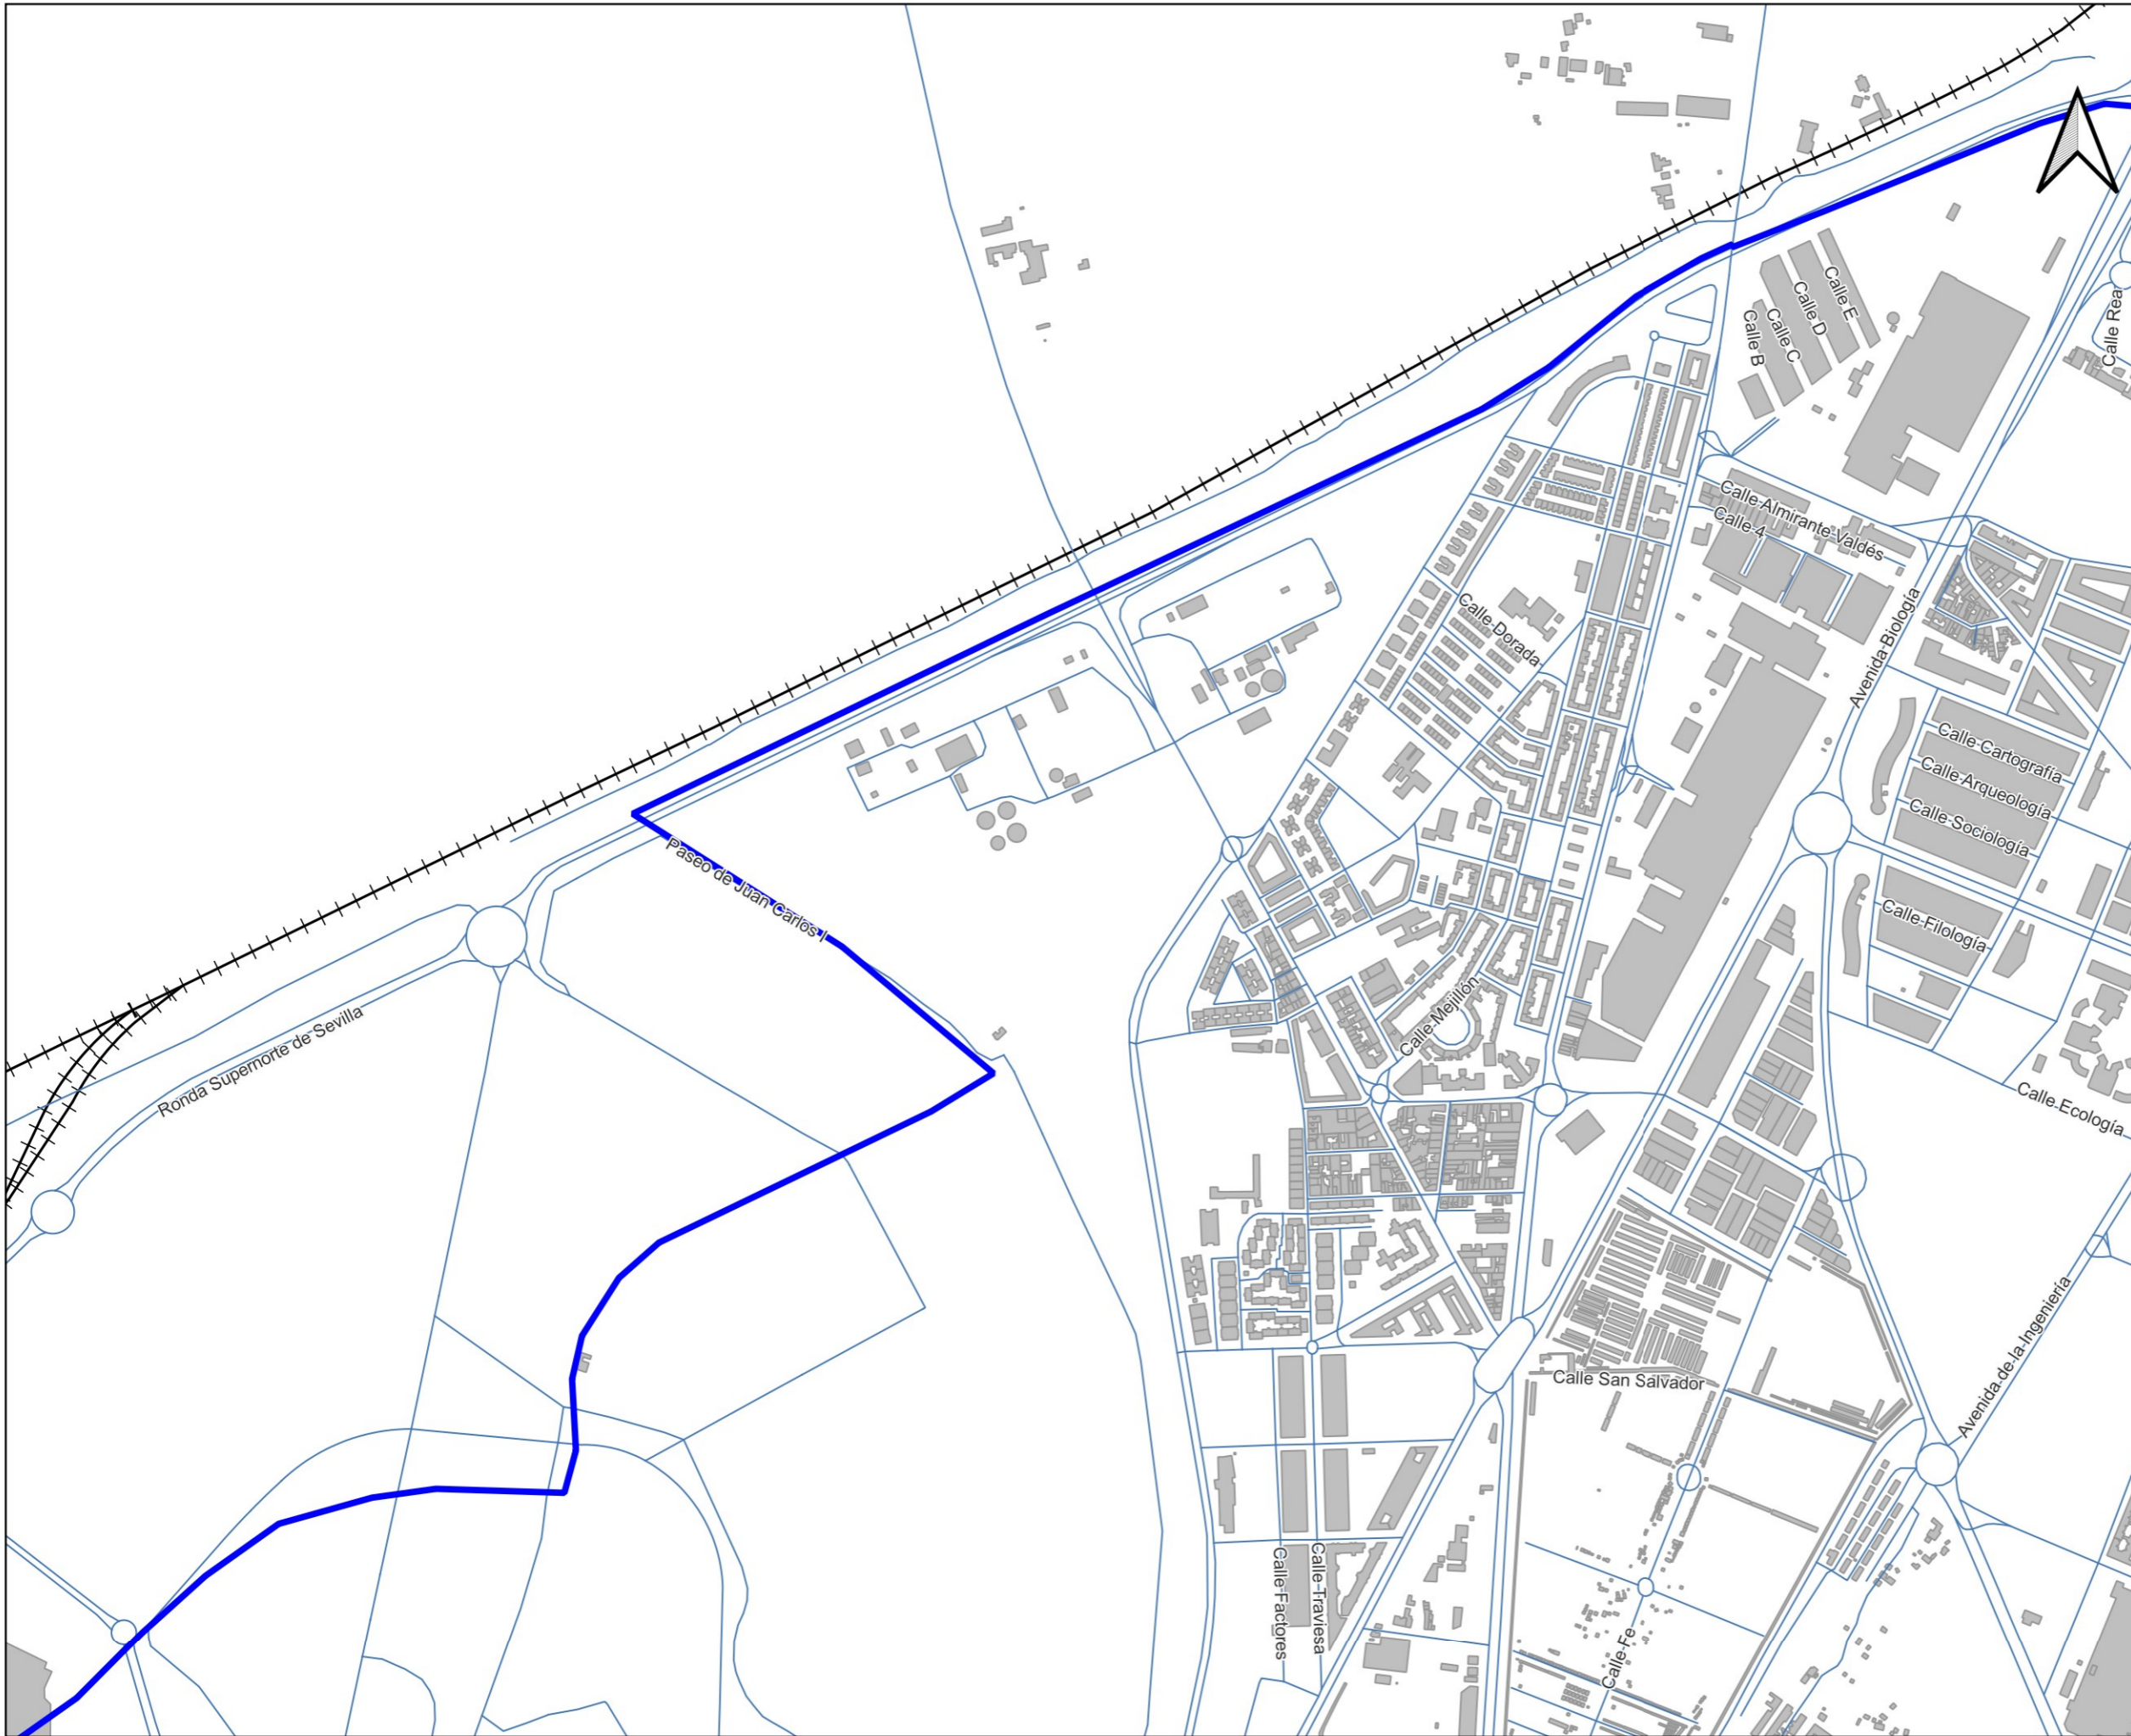 Calle E
Calle D
Calle C
Calle B
Calle Rea
Calle Almirante Valdés
Calle 4
Calle Dorada
Avenida Biología
Calle Cartografía
Calle Arqueología
Calle Sociología
Paseo de Juan Carlos I
Calle Filología
Ronda Supernorte de Sevilla
Calle Mejillón
Calle Ecología
Avenida de la Ingeniería
Calle San Salvador
Calle Factores
Calle Traviesa
Calle Fe